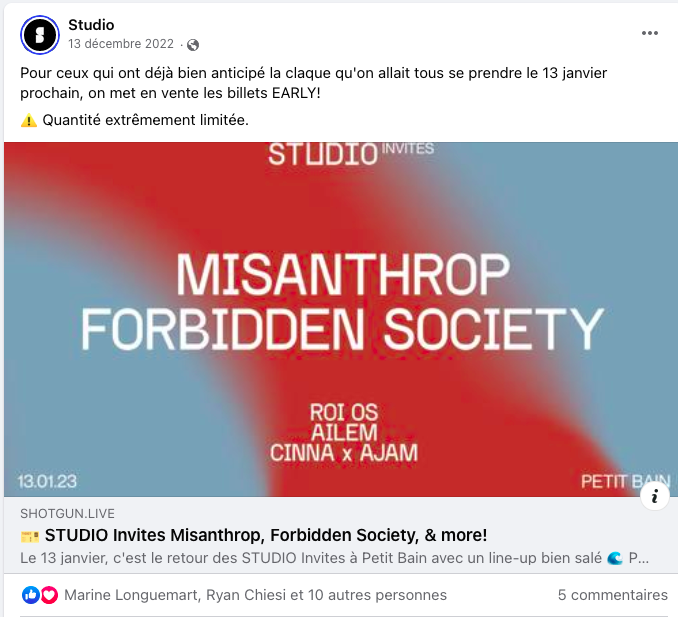 Studio
13 décembre 2022 ·
Pour ceux qui ont déjà bien anticipé la claque qu'on allait tous se prendre le 13 janvier
prochain, on met en vente les billets EARLY!
⚠️ Quantité extrêmement limitée.
STUDIO INVITES
MISANTHROP
FORBIDDEN SOCIETY
ROI OS
AILEM
CINNA x AJAM
13.01.23
PETIT BAIN
SHOTGUN.LIVE
🎫 STUDIO Invites Misanthrop, Forbidden Society, & more!
Le 13 janvier, c'est le retour des STUDIO Invites à Petit Bain avec un line-up bien salé 🌊 P...
Marine Longuemart, Ryan Chiesi et 10 autres personnes
5 commentaires